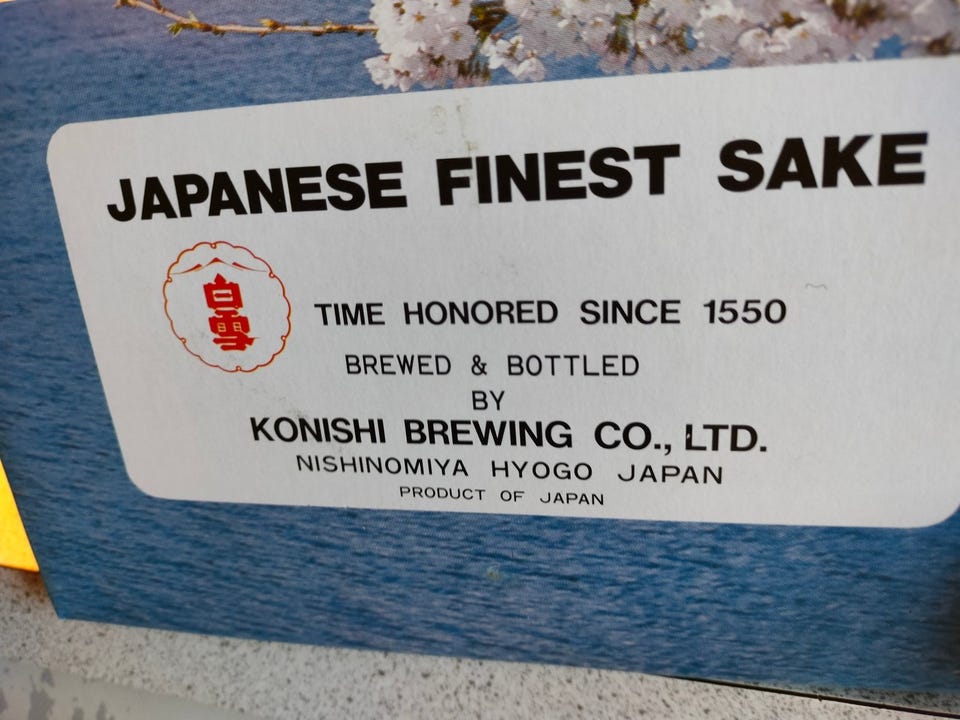 JAPANESE FINEST SAKE
白雪
TIME HONORED SINCE 1550
BREWED & BOTTLED
BY
KONISHI BREWING CO., LTD.
NISHINOMIYA HYOGO JAPAN
PRODUCT OF JAPAN